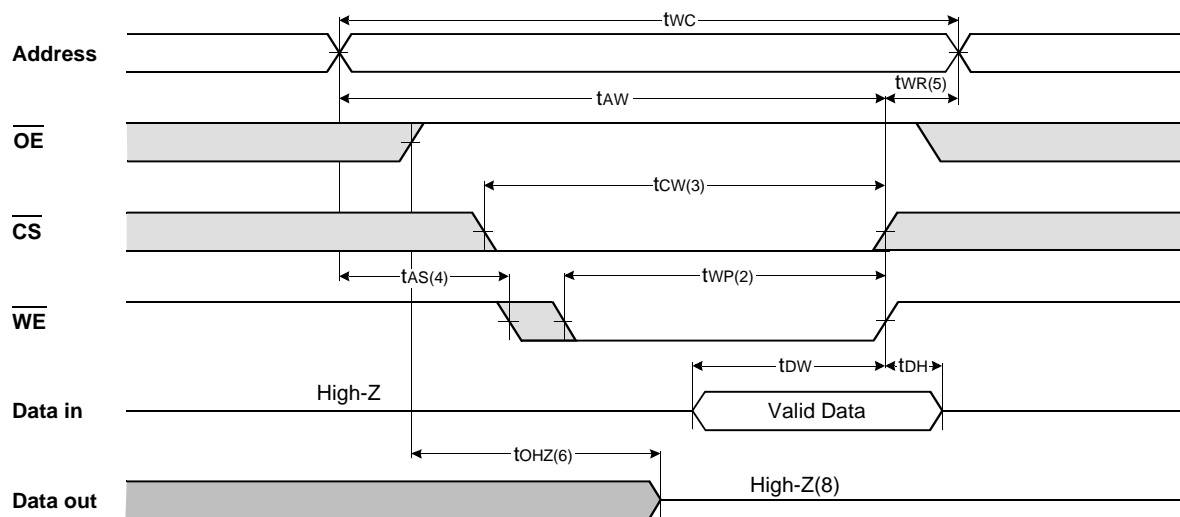 tWC
Address
tAW
tWR(5)
OE
tCW(3)
CS
tAS(4)
tWP(2)
WE
tDW
tDH
High-Z
Data in
Valid Data
tOHZ(6)
High-Z(8)
Data out